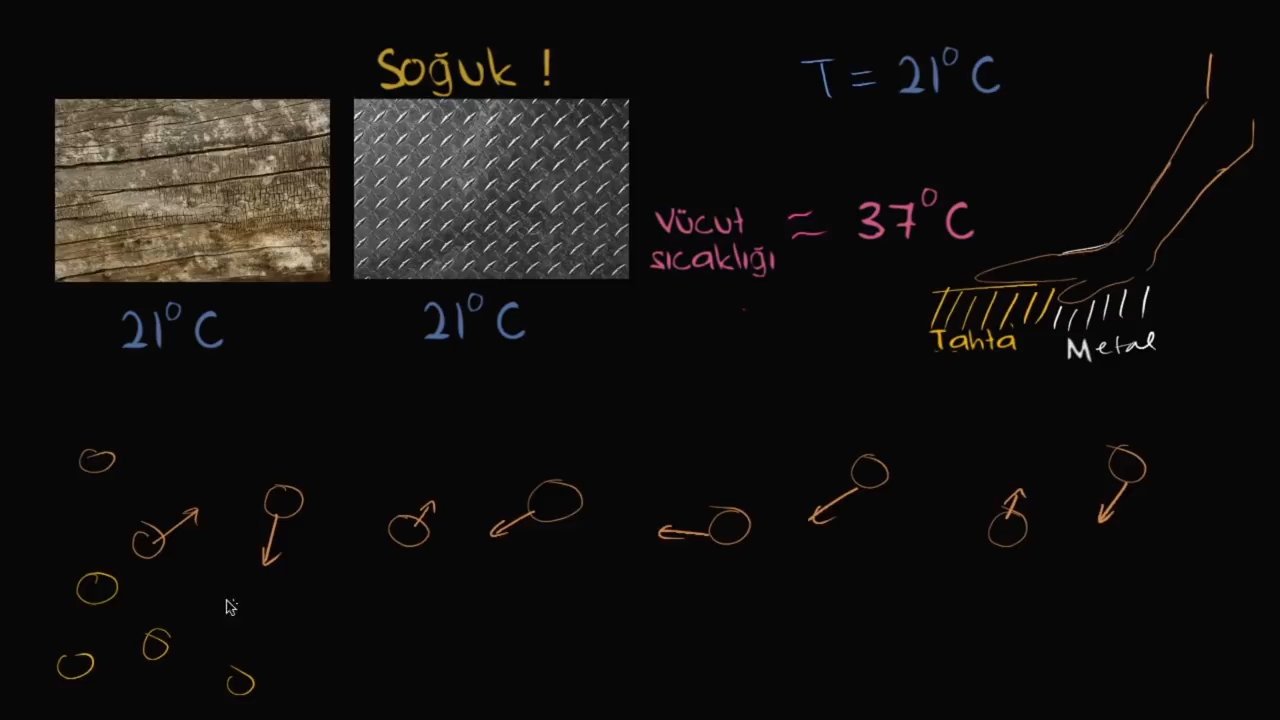 Soğuk !
T = 21°C
vücut
sıcaklığı ≈ 37°C
21°C
21°C
Tahta
Metal